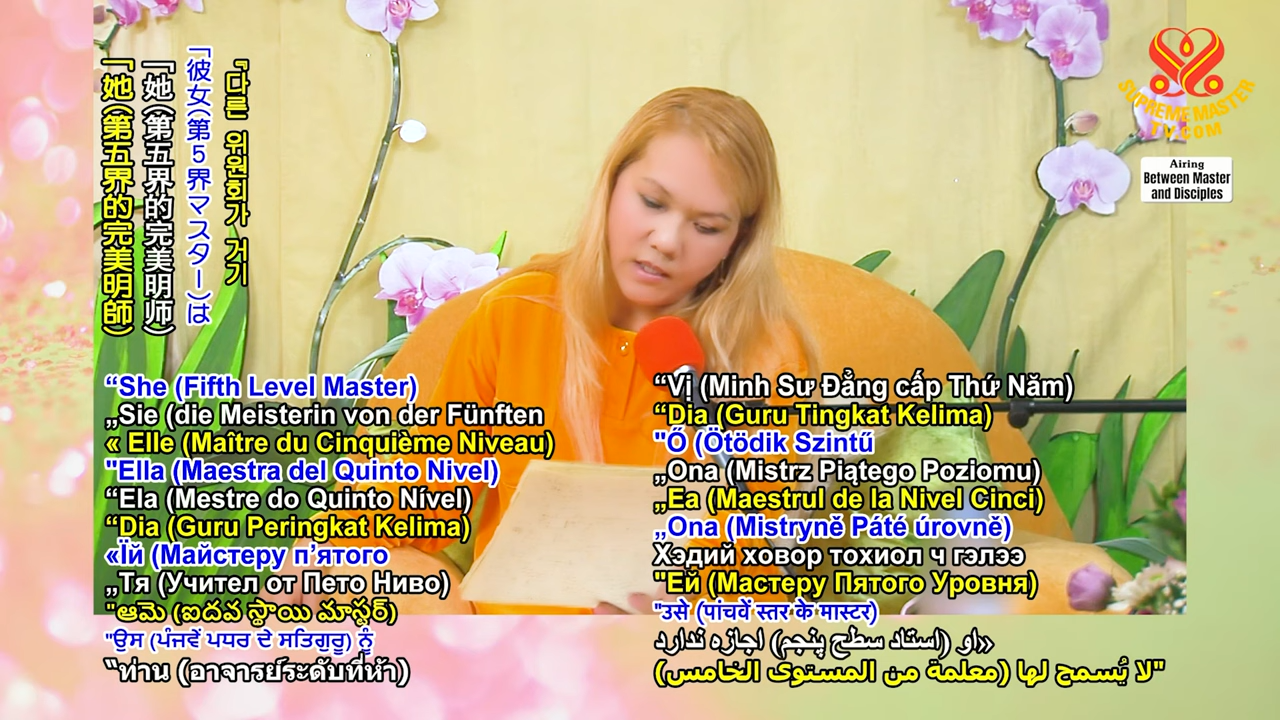 「她(第五界的完美明師)
「她(第五界的完美明师)
「彼女(第5界マスター)は
『다른 위원회가 거기
SUPREME MASTER
TV.COM
Airing
Between Master
and Disciples
“She (Fifth Level Master)
„Sie (die Meisterin von der Fünften
« Elle (Maître du Cinquième Niveau)
"Ella (Maestra del Quinto Nivel)
“Ela (Mestre do Quinto Nível)
“Dia (Guru Peringkat Kelima)
«Їй (Майстеру п’ятого
„Тя (Учител от Пето Ниво)
"ఆమె (ఐదవ స్థాయి మాస్టర్)
"ਉਸ (ਪੰਜਵੇਂ ਪਧਰ ਦੇ ਸਤਿਗੁਰੂ) ਨੂੰ
“ท่าน (อาจารย์ระดับที่ห้า)
“Vị (Minh Sư Đẳng cấp Thứ Năm)
“Dia (Guru Tingkat Kelima)
"Ő (Ötödik Szintű
„Ona (Mistrz Piątego Poziomu)
„Ea (Maestrul de la Nivel Cinci)
„Ona (Mistryně Páté úrovně)
Хэдий ховор тохиол ч гэлээ
"Ей (Мастеру Пятого Уровня)
"उसे (पांचवें स्तर के मास्टर)
«او (استاد سطح پنجم) اجازه ندارد
"لا يُسمح لها (معلمة من المستوى الخامس)